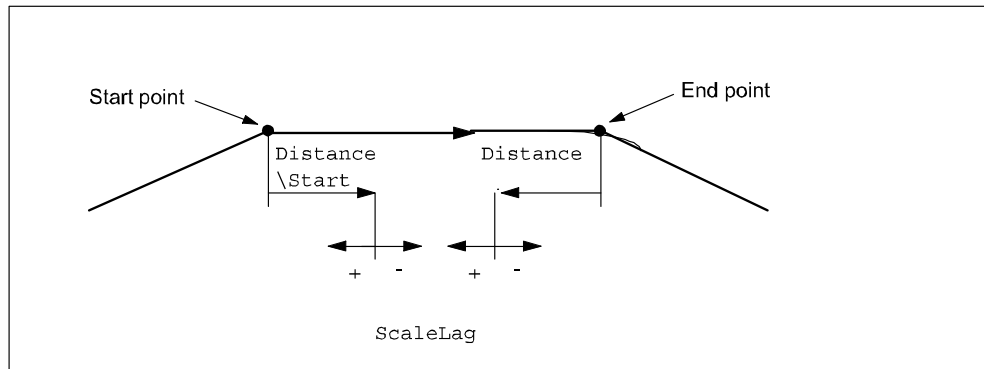 Start point
End point
Distance
\Start
Distance
+ -
+ -
ScaleLag